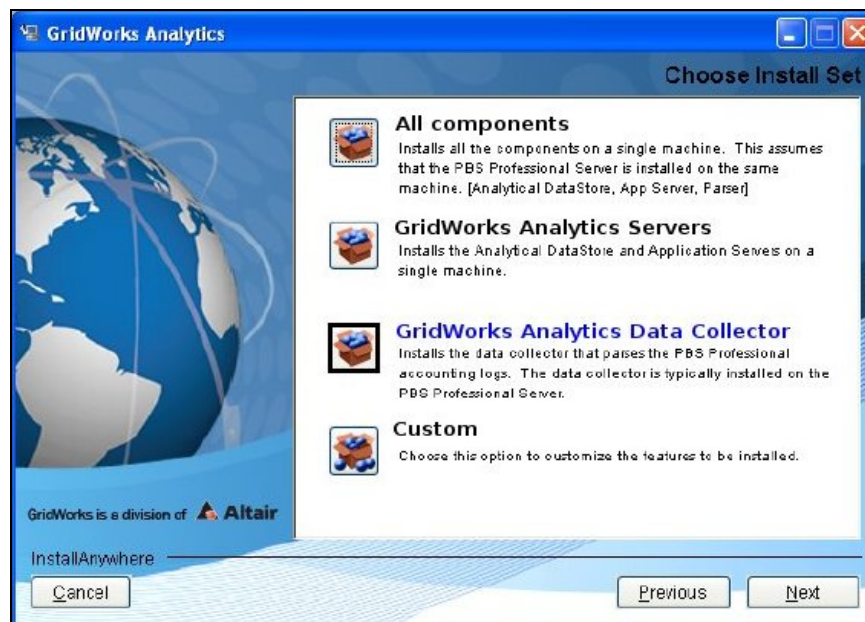 GridWorks Analytics
Choose Install Set
All components
Installs all the components on a single machine. This assumes
that the PBS Professional Server is installed on the same
machine. [Analytical DataStore, App Server, Parser]
GridWorks Analytics Servers
Installs the Analytical DataStore and Application Servers on a
single machine.
GridWorks Analytics Data Collector
Installs the data collector that parses the PBS Professional
accounting logs. The data collector is typically installed on the
PBS Professional Server.
Custom
Choose this option to customize the features to be installed.
GridWorks is a division of Altair
InstallAnywhere
Cancel
Previous
Next